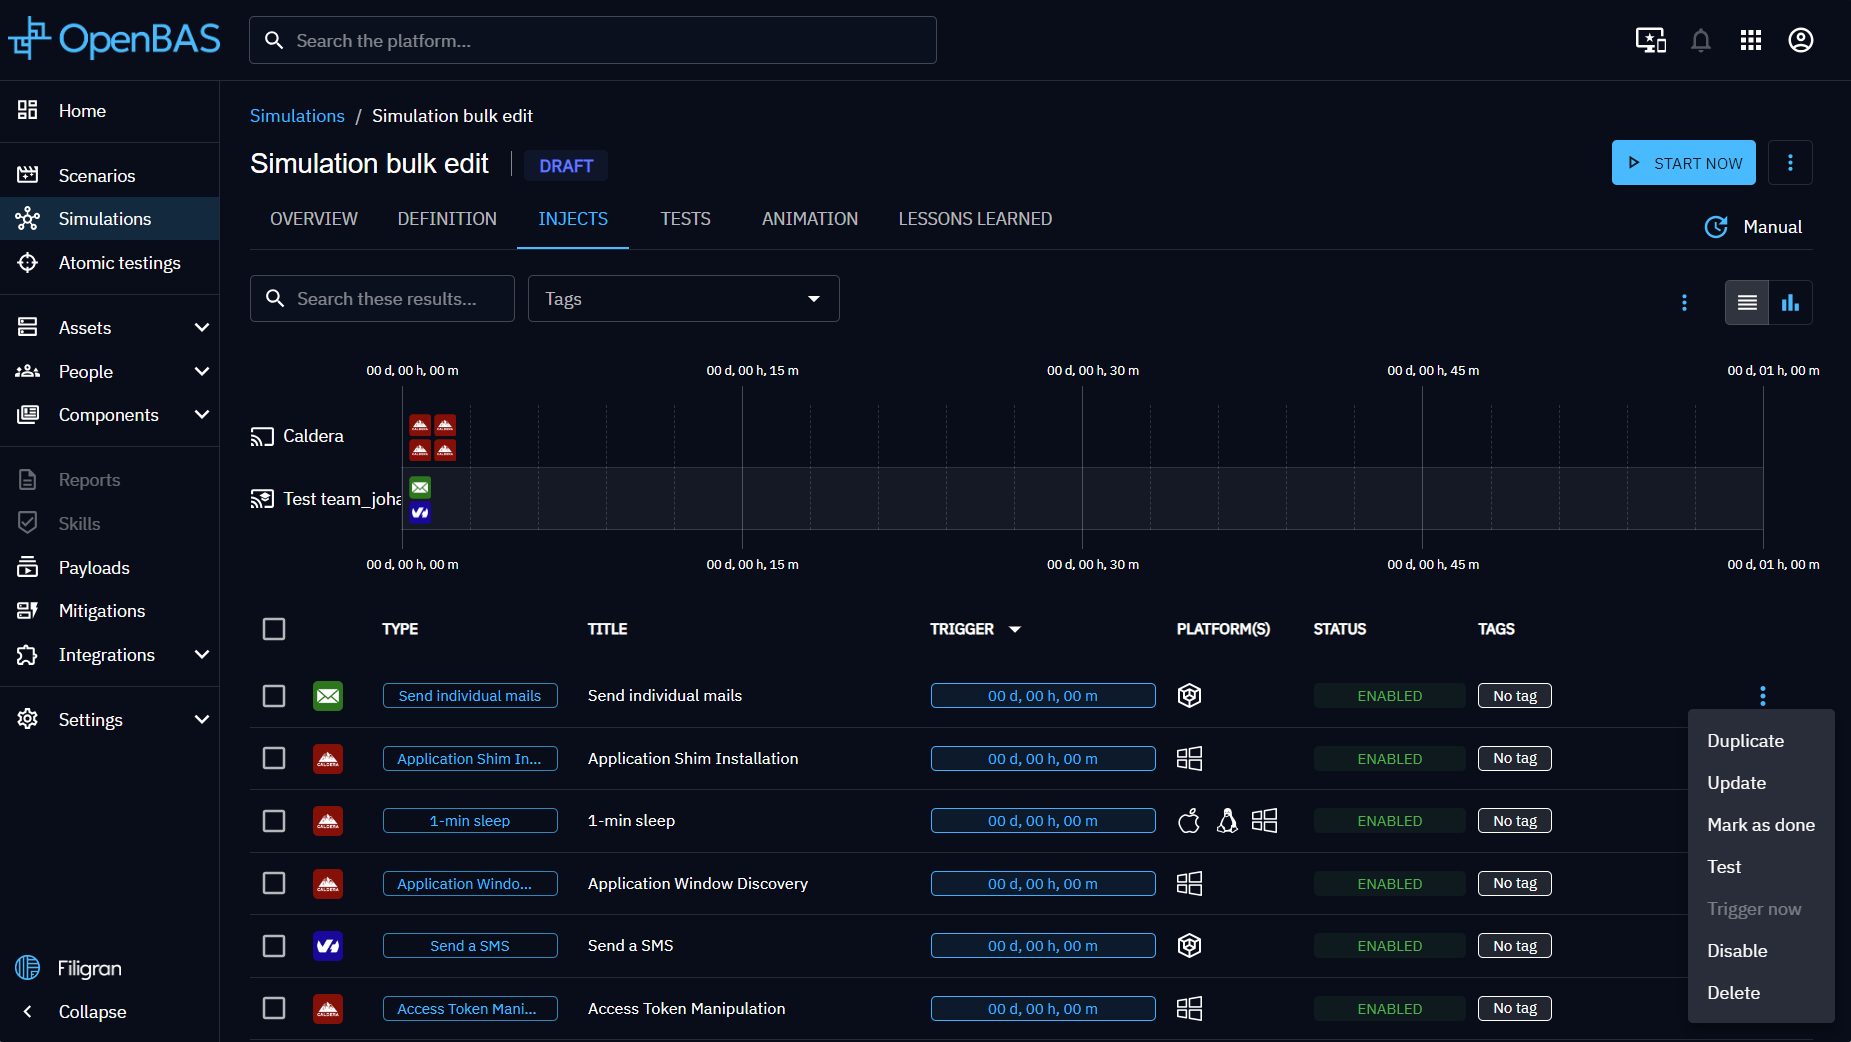 OpenBAS
Search the platform...
Home
Scenarios
Simulations
Atomic testings
Assets
People
Components
Reports
Skills
Payloads
Mitigations
Integrations
Settings
Filigran
Collapse
Simulations / Simulation bulk edit
Simulation bulk edit DRAFT
START NOW
OVERVIEW DEFINITION INJECTS TESTS ANIMATION LESSONS LEARNED
Manual
Search these results...
Tags
00 d, 00 h, 00 m 00 d, 00 h, 15 m 00 d, 00 h, 30 m 00 d, 00 h, 45 m 00 d, 01 h, 00 m
Caldera
Test team_joha
00 d, 00 h, 00 m 00 d, 00 h, 15 m 00 d, 00 h, 30 m 00 d, 00 h, 45 m 00 d, 01 h, 00 m
TYPE TITLE TRIGGER PLATFORM(S) STATUS TAGS
Send individual mails Send individual mails 00 d, 00 h, 00 m ENABLED No tag
CALDERA Application Shim In... Application Shim Installation 00 d, 00 h, 00 m ENABLED No tag
CALDERA 1-min sleep 1-min sleep 00 d, 00 h, 00 m ENABLED No tag
CALDERA Application Windo... Application Window Discovery 00 d, 00 h, 00 m ENABLED No tag
Send a SMS Send a SMS 00 d, 00 h, 00 m ENABLED No tag
CALDERA Access Token Mani... Access Token Manipulation 00 d, 00 h, 00 m ENABLED No tag
Duplicate
Update
Mark as done
Test
Trigger now
Disable
Delete